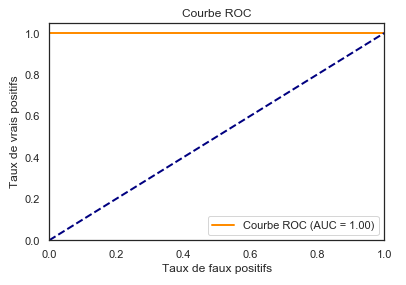 Courbe ROC
1.0
0.8
0.6
0.4
0.2
0.0
Taux de vrais positifs
Courbe ROC (AUC = 1.00)
0.0 0.2 0.4 0.6 0.8 1.0
Taux de faux positifs